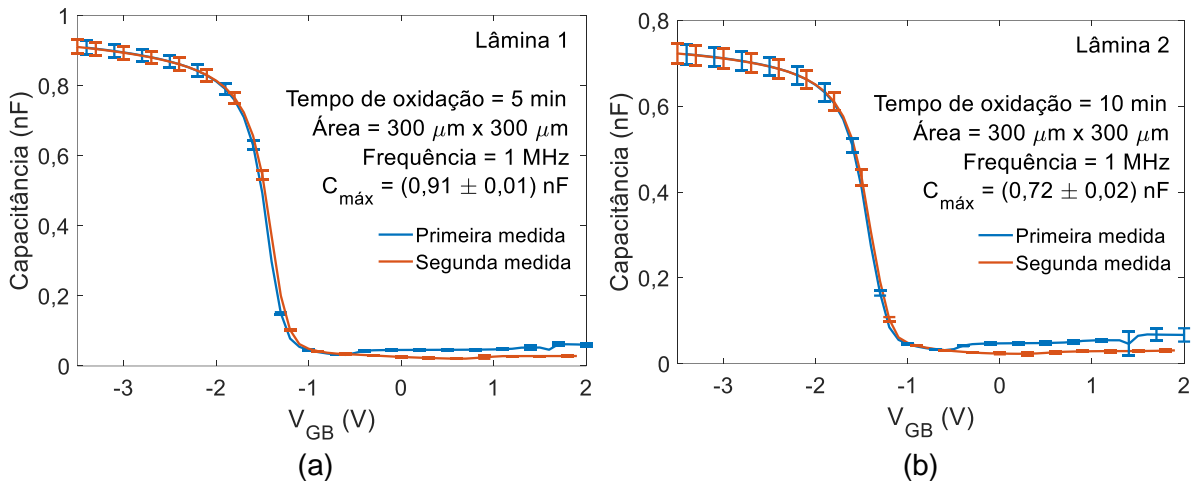 1
0,8
0,6
0,4
0,2
0
Capacitância (nF)
Lâmina 1
Tempo de oxidação = 5 min
Área = 300 μm x 300 μm
Frequência = 1 MHz
C_máx = (0,91 ± 0,01) nF
Primeira medida
Segunda medida
-3 -2 -1 0 1 2
V_GB (V)
(a)
0,8
0,6
0,4
0,2
0
Capacitância (nF)
Lâmina 2
Tempo de oxidação = 10 min
Área = 300 μm x 300 μm
Frequência = 1 MHz
C_máx = (0,72 ± 0,02) nF
Primeira medida
Segunda medida
-3 -2 -1 0 1 2
V_GB (V)
(b)